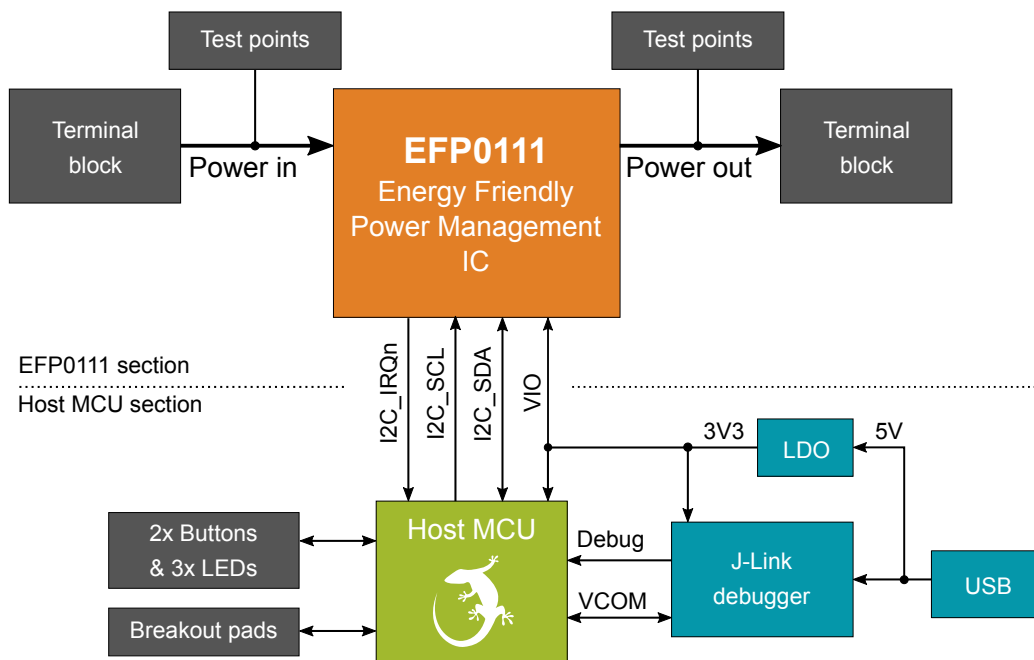 Test points
Test points
Terminal
block
Power in
EFP0111
Energy Friendly
Power Management
IC
Power out
Terminal
block
EFP0111 section
Host MCU section
I2C_IRQn
I2C_SCL
I2C_SDA
VIO
3V3
LDO
5V
2x Buttons
& 3x LEDs
Host MCU
Debug
J-Link
debugger
USB
VCOM
Breakout pads